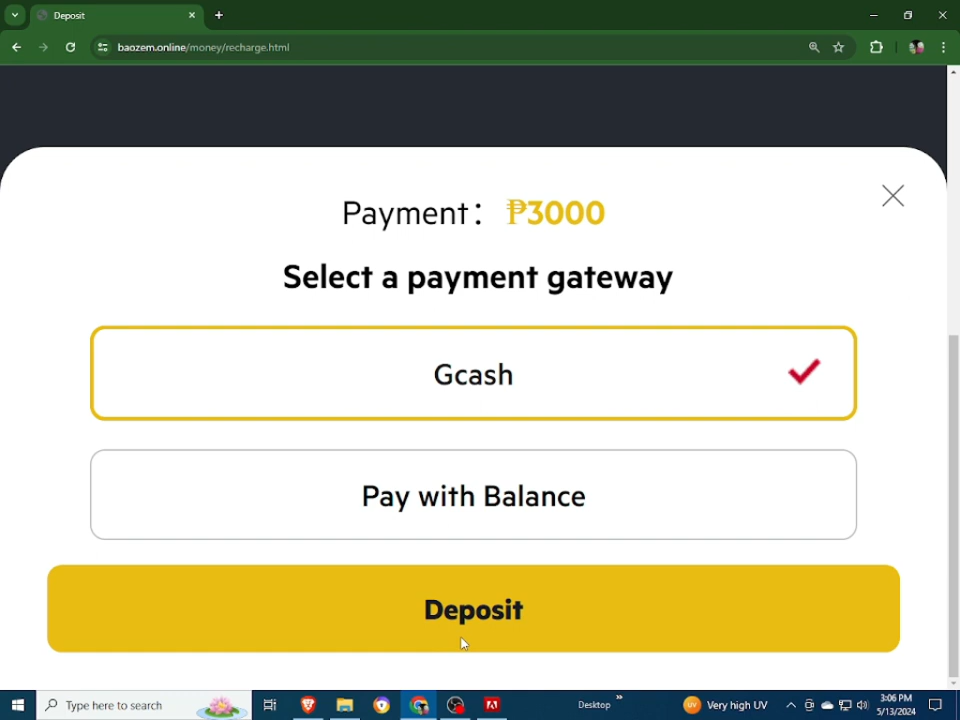 Deposit
baozem.online/money/recharge.html
Payment: ₱3000
Select a payment gateway
Gcash
Pay with Balance
Deposit
Type here to search
Desktop
UV
Very high UV
3:06 PM
5/13/2024